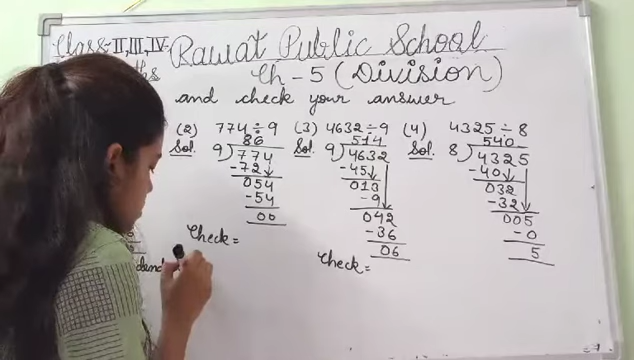 Class-II,III,IV- Rawat Public School
Ch-5 (Division)
and check your answer
(2) 774÷9
Sol. 86
9)774
-72
054
-54
00
Check=
(3) 4632÷9
Sol. 514
9)4632
-45
013
-9
042
-36
06
Check=
(4) 4325÷8
Sol. 540
8)4325
-40
032
-32
005
-0
5